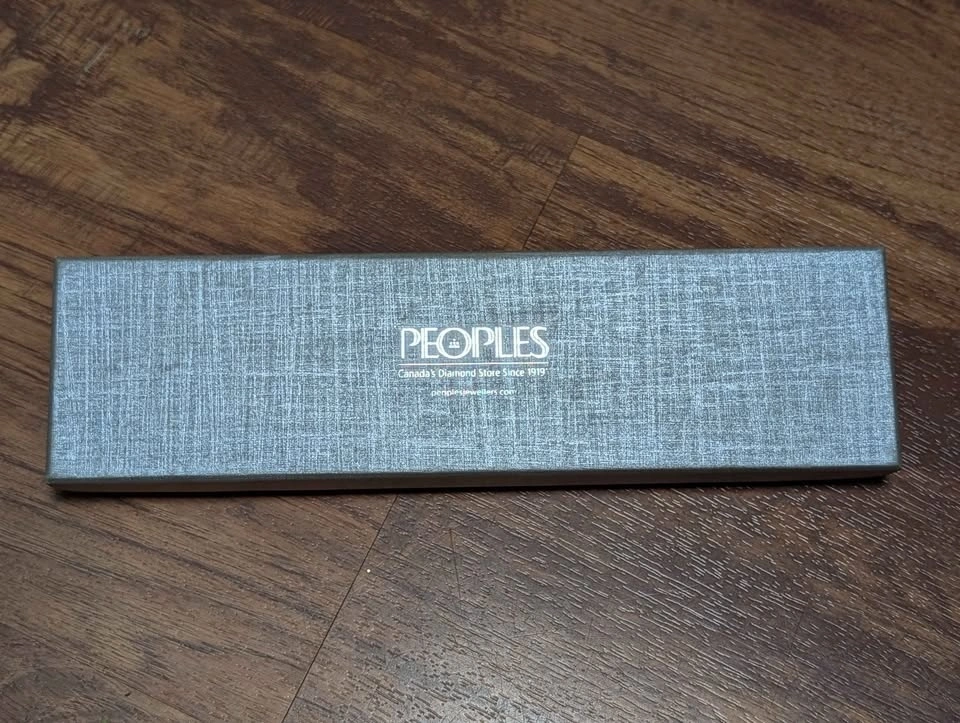 PEOPLES
Canada's Diamond Store Since 1919
peoplesjewellers.com